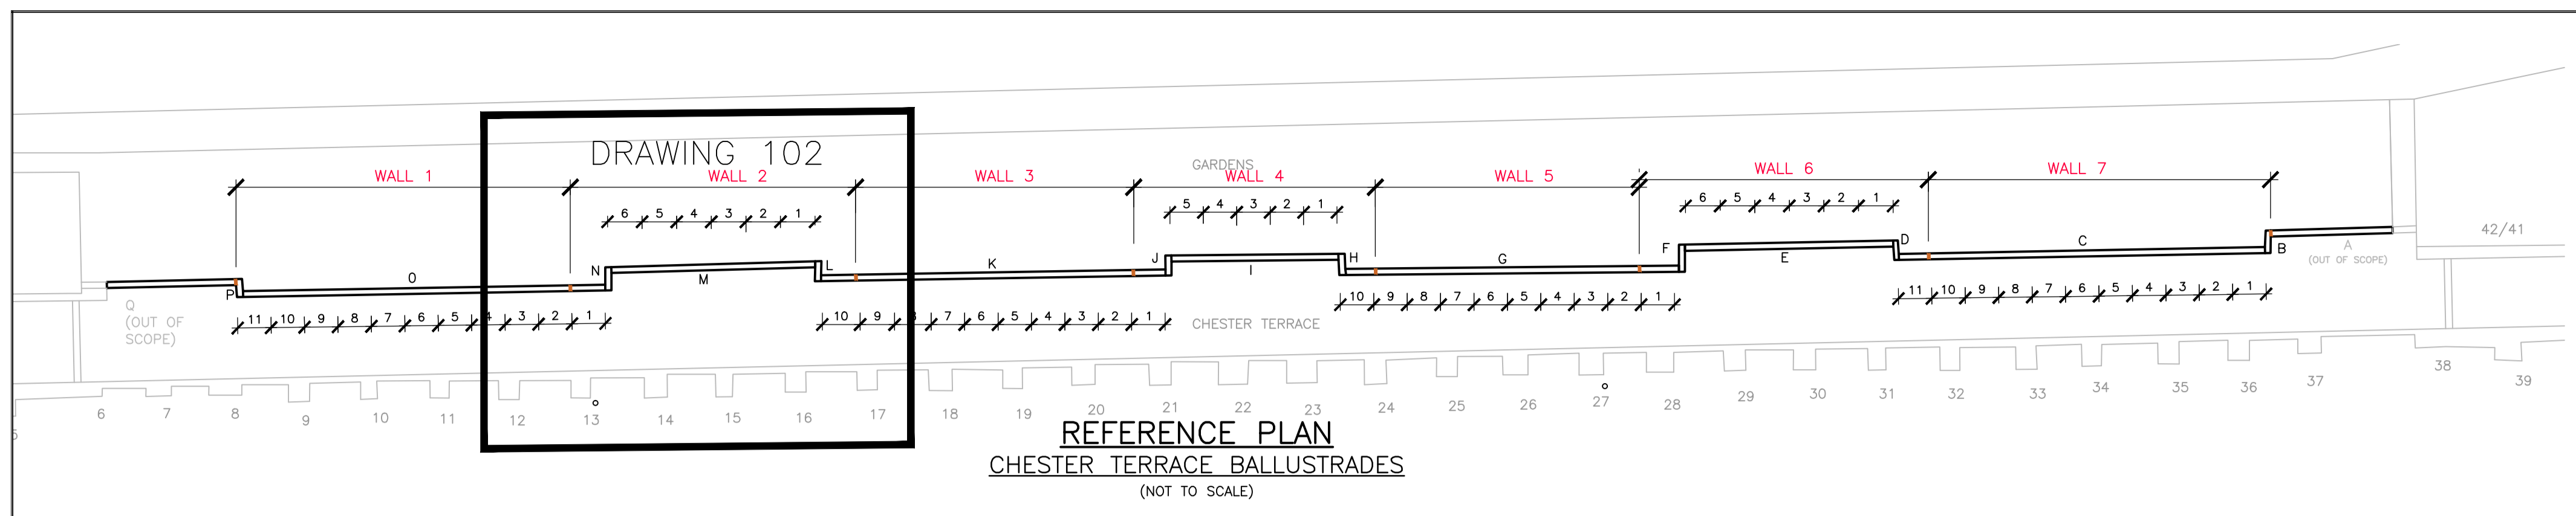 DRAWING 102
GARDENS
WALL 1 WALL 2 WALL 3 WALL 4 WALL 5 WALL 6 WALL 7
6 5 4 3 2 1
5 4 3 2 1
6 5 4 3 2 1
42/41
P O N M L K J I H G F E D C B A
(OUT OF SCOPE)
Q
(OUT OF
SCOPE)
11 10 9 8 7 6 5 4 3 2 1
10 9 8 7 6 5 4 3 2 1
10 9 8 7 6 5 4 3 2 1
11 10 9 8 7 6 5 4 3 2 1
CHESTER TERRACE
5 6 7 8 9 10 11 12 13 14 15 16 17 18 19 20 21 22 23 24 25 26 27 28 29 30 31 32 33 34 35 36 37 38 39
REFERENCE PLAN
CHESTER TERRACE BALLUSTRADES
(NOT TO SCALE)